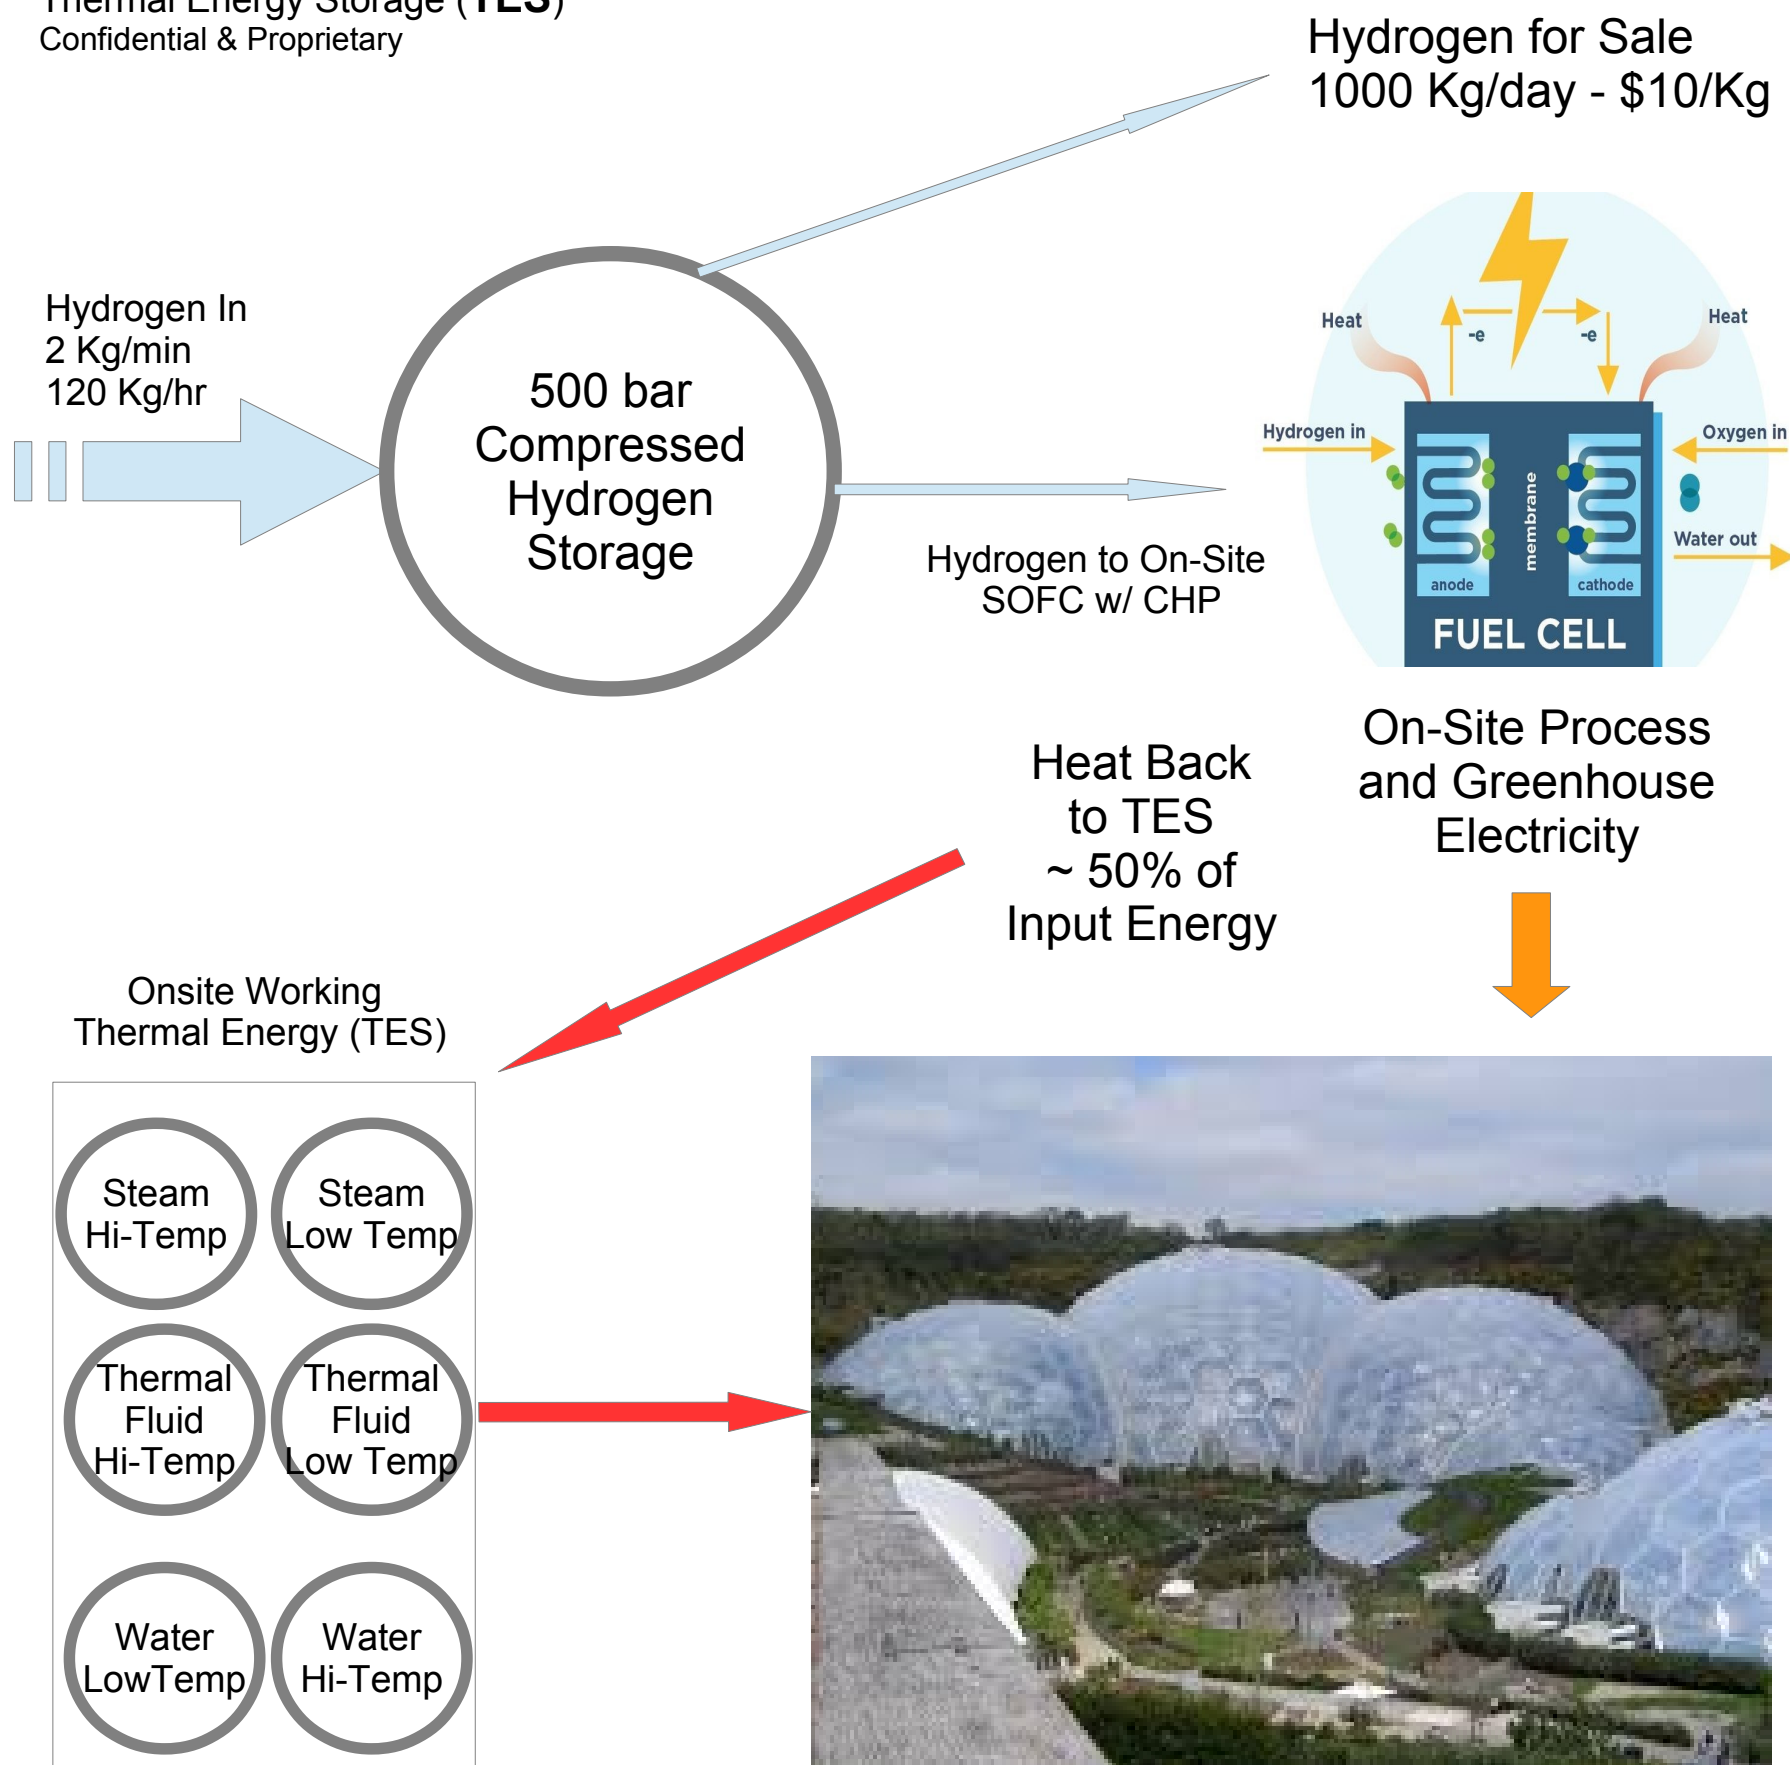 Thermal Energy Storage (TES)
Confidential & Proprietary
Hydrogen for Sale
1000 Kg/day - $10/Kg
Hydrogen In
2 Kg/min
120 Kg/hr
500 bar
Compressed
Hydrogen
Storage
Hydrogen to On-Site
SOFC w/ CHP
Heat
-e
-e
Heat
Hydrogen in
Oxygen in
membrane
Water out
anode
cathode
FUEL CELL
On-Site Process
and Greenhouse
Electricity
Heat Back
to TES
~ 50% of
Input Energy
Onsite Working
Thermal Energy (TES)
Steam
Hi-Temp
Steam
Low Temp
Thermal
Fluid
Hi-Temp
Thermal
Fluid
Low Temp
Water
LowTemp
Water
Hi-Temp